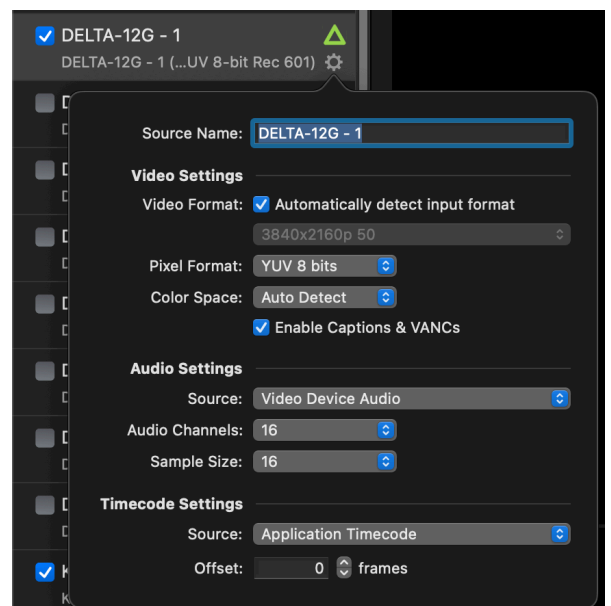 DELTA-12G - 1
DELTA-12G - 1 (...UV 8-bit Rec 601)
Source Name: DELTA-12G - 1
Video Settings
Video Format: Automatically detect input format
3840x2160p 50
Pixel Format: YUV 8 bits
Color Space: Auto Detect
Enable Captions & VANCs
Audio Settings
Source: Video Device Audio
Audio Channels: 16
Sample Size: 16
Timecode Settings
Source: Application Timecode
Offset: 0 frames